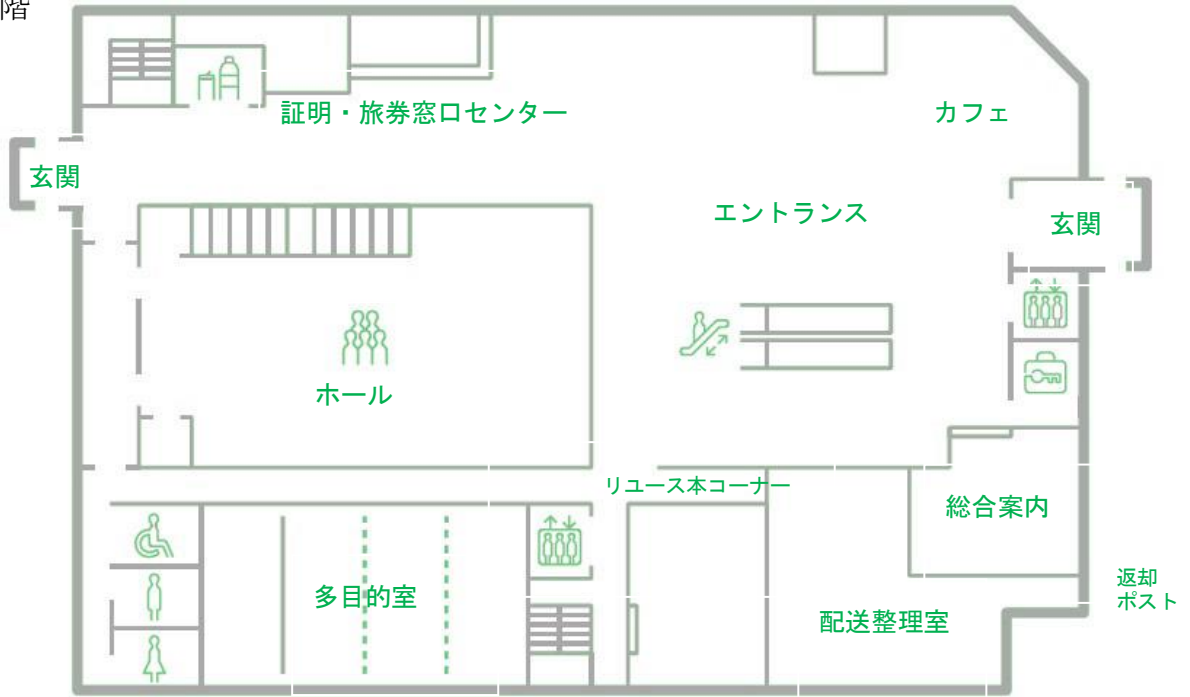 階
証明・旅券窓口センター
カフェ
玄関
エントランス
玄関
ホール
リユース本コーナー
総合案内
多目的室
返却
ポスト
配送整理室